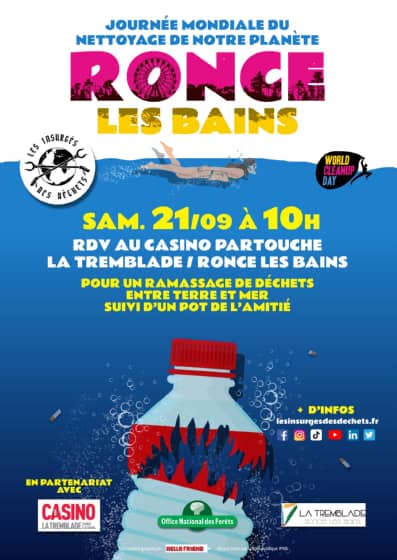 JOURNÉE MONDIALE DU
NETTOYAGE DE NOTRE PLANÈTE
RONCE
LES BAINS
LES INSURGÉS
DES DÉCHETS
WORLD
CLEANUP
DAY
SAM. 21/09 À 10H
RDV AU CASINO PARTOUCHE
LA TREMBLADE / RONCE LES BAINS
POUR UN RAMASSAGE DE DÉCHETS
ENTRE TERRE ET MER
SUIVI D'UN POT DE L'AMITIÉ
+ D'INFOS
lesinsurgesdesdechets.fr
EN PARTENARIAT
AVEC
CASINO
LA TREMBLADE
Office National des Forêts
LA TREMBLADE
RONCE LES BAINS
HELLO FRIEND